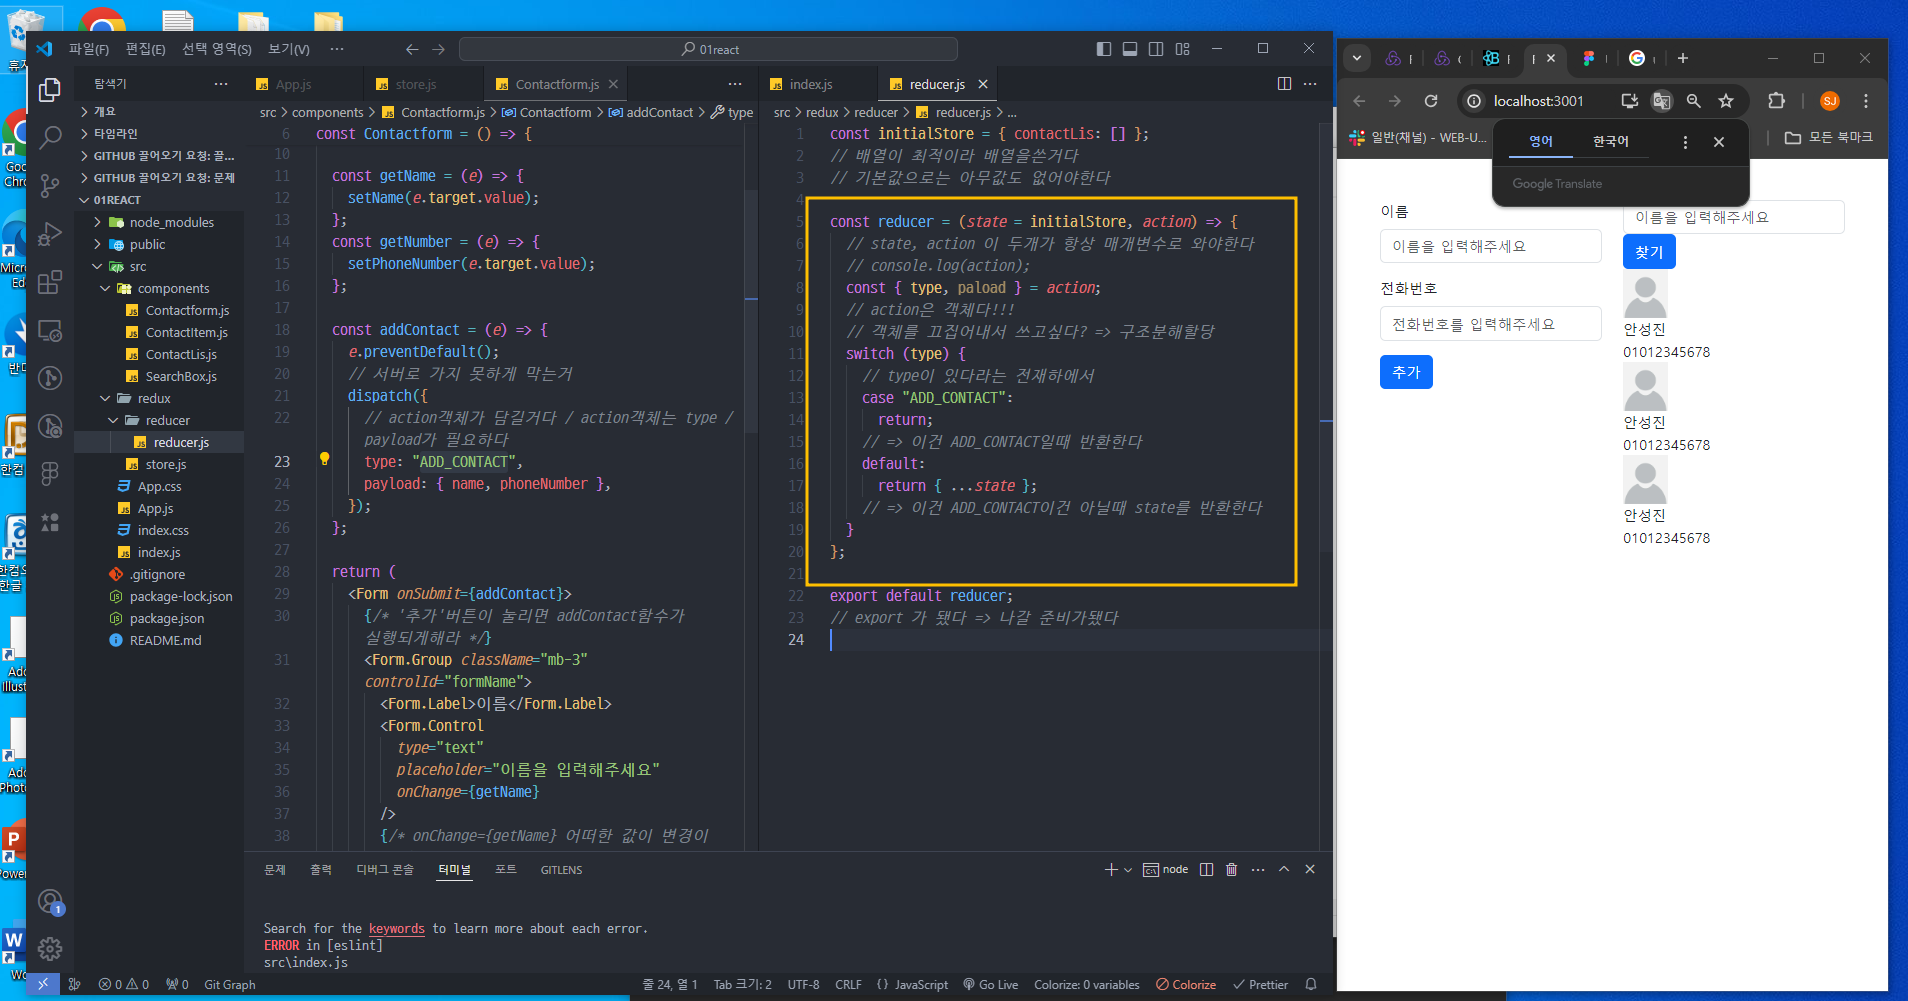 파일(F) 편집(E) 선택 영역(S) 보기(V) ··· 01react
탐색기
개요
타임라인
GITHUB 끌어오기 요청: 끌...
GITHUB 끌어오기 요청: 문제
01REACT
node_modules
public
src
components
Contactform.js
ContactItem.js
ContactLis.js
SearchBox.js
redux
reducer
reducer.js
store.js
App.css
App.js
index.css
index.js
.gitignore
package-lock.json
package.json
README.md
App.js store.js Contactform.js
src > components > Contactform.js > Contactform > addContact > type
6 const Contactform = () => {
10
11 const getName = (e) => {
12 setName(e.target.value);
13 };
14 const getNumber = (e) => {
15 setPhoneNumber(e.target.value);
16 };
17
18 const addContact = (e) => {
19 e.preventDefault();
20 // 서버로 가지 못하게 막는거
21 dispatch({
22 // action객체가 담길거다 / action객체는 type /
payload가 필요하다
23 type: "ADD_CONTACT",
24 payload: { name, phoneNumber },
25 });
26 };
27
28 return (
29 <Form onSubmit={addContact}>
30 {/* '추가'버튼이 눌리면 addContact함수가
실행되게해라 */}
31 <Form.Group className="mb-3"
controlId="formName">
32 <Form.Label>이름</Form.Label>
33 <Form.Control
34 type="text"
35 placeholder="이름을 입력해주세요"
36 onChange={getName}
37 />
38 {/* onChange={getName} 어떠한 값이 변경이
index.js reducer.js
src > redux > reducer > reducer.js > ...
1 const initialStore = { contactLis: [] };
2 // 배열이 최적이라 배열을쓴거다
3 // 기본값으로는 아무값도 없어야한다
4
5 const reducer = (state = initialStore, action) => {
6 // state, action 이 두개가 항상 매개변수로 와야한다
7 // console.log(action);
8 const { type, paload } = action;
9 // action은 객체다!!!
10 // 객체를 끄집어내서 쓰고싶다? => 구조분해할당
11 switch (type) {
12 // type이 있다라는 전재하에서
13 case "ADD_CONTACT":
14 return;
15 // => 이건 ADD_CONTACT일때 반환한다
16 default:
17 return { ...state };
18 // => 이건 ADD_CONTACT이건 아닐때 state를 반환한다
19 }
20 };
21
22 export default reducer;
23 // export 가 됐다 => 나갈 준비가됐다
24
문제 출력 디버그 콘솔 터미널 포트 GITLENS
node
Search for the keywords to learn more about each error.
ERROR in [eslint]
src\index.js
1
0 0 0 Git Graph 줄 24, 열 1 Tab 크기: 2 UTF-8 CRLF {} JavaScript Go Live Colorize: 0 variables Colorize Prettier
localhost:3001 SJ
일반(채널) - WEB-U... 모든 북마크
영어 한국어
Google Translate
이름
이름을 입력해주세요
전화번호
전화번호를 입력해주세요
추가
이름을 입력해주세요
찾기
안성진
01012345678
안성진
01012345678
안성진
01012345678